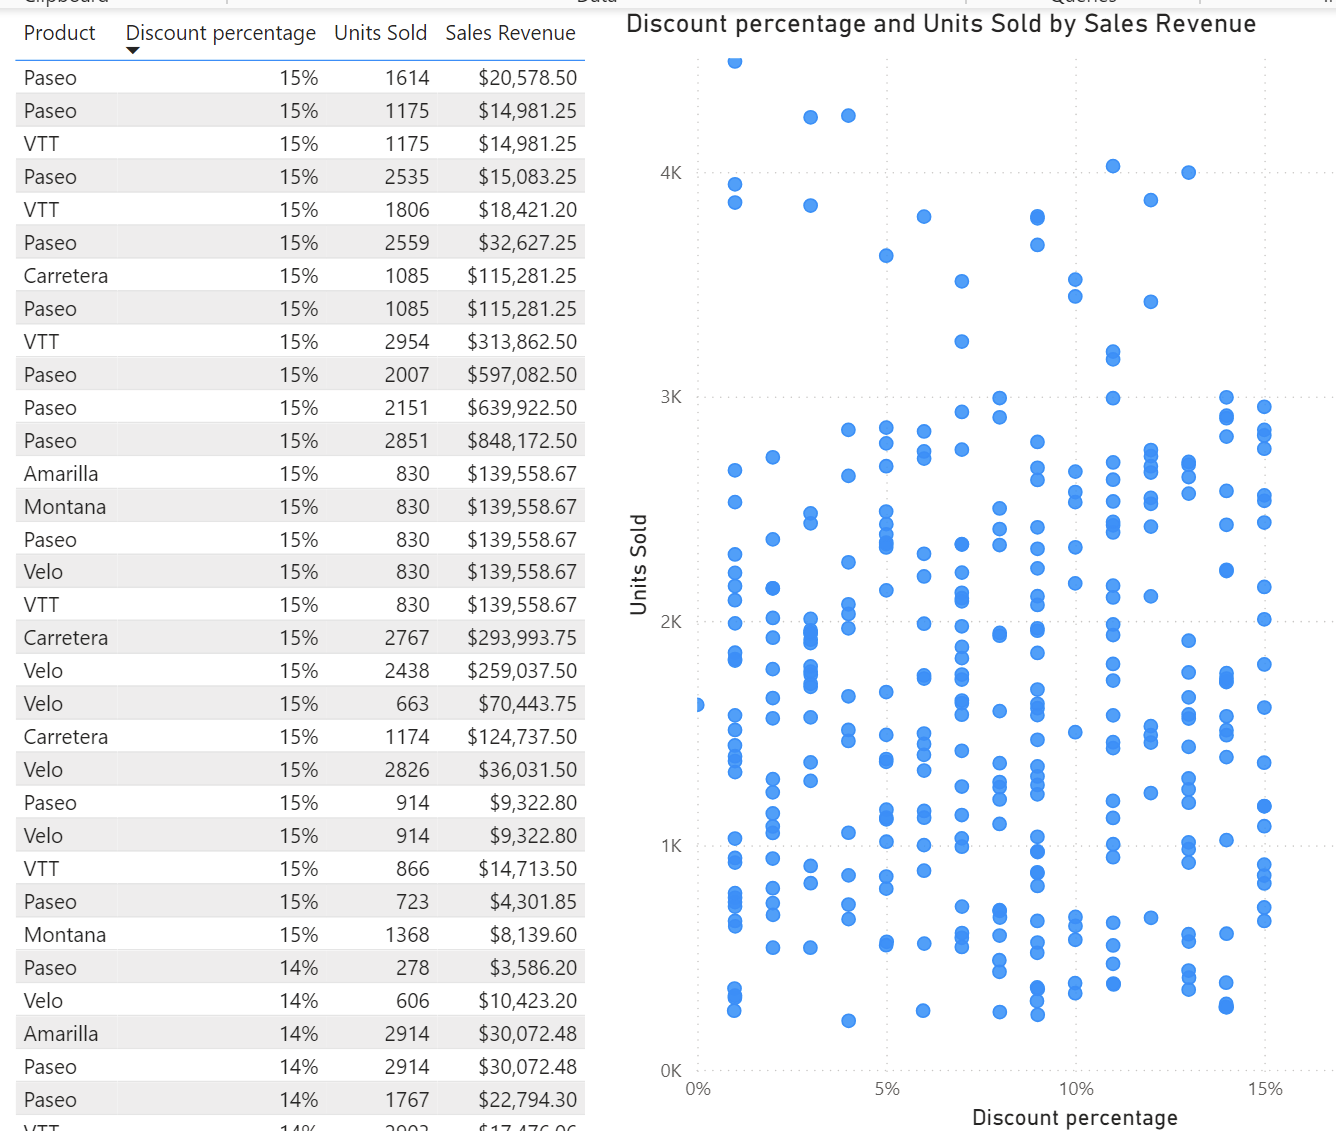 Clipboard Data Queries
Product Discount percentage Units Sold Sales Revenue
Paseo 15% 1614 $20,578.50
Paseo 15% 1175 $14,981.25
VTT 15% 1175 $14,981.25
Paseo 15% 2535 $15,083.25
VTT 15% 1806 $18,421.20
Paseo 15% 2559 $32,627.25
Carretera 15% 1085 $115,281.25
Paseo 15% 1085 $115,281.25
VTT 15% 2954 $313,862.50
Paseo 15% 2007 $597,082.50
Paseo 15% 2151 $639,922.50
Paseo 15% 2851 $848,172.50
Amarilla 15% 830 $139,558.67
Montana 15% 830 $139,558.67
Paseo 15% 830 $139,558.67
Velo 15% 830 $139,558.67
VTT 15% 830 $139,558.67
Carretera 15% 2767 $293,993.75
Velo 15% 2438 $259,037.50
Velo 15% 663 $70,443.75
Carretera 15% 1174 $124,737.50
Velo 15% 2826 $36,031.50
Paseo 15% 914 $9,322.80
Velo 15% 914 $9,322.80
VTT 15% 866 $14,713.50
Paseo 15% 723 $4,301.85
Montana 15% 1368 $8,139.60
Paseo 14% 278 $3,586.20
Velo 14% 606 $10,423.20
Amarilla 14% 2914 $30,072.48
Paseo 14% 2914 $30,072.48
Paseo 14% 1767 $22,794.30
VTT 14%
Discount percentage and Units Sold by Sales Revenue
Units Sold
4K
3K
2K
1K
0K
0% 5% 10% 15%
Discount percentage